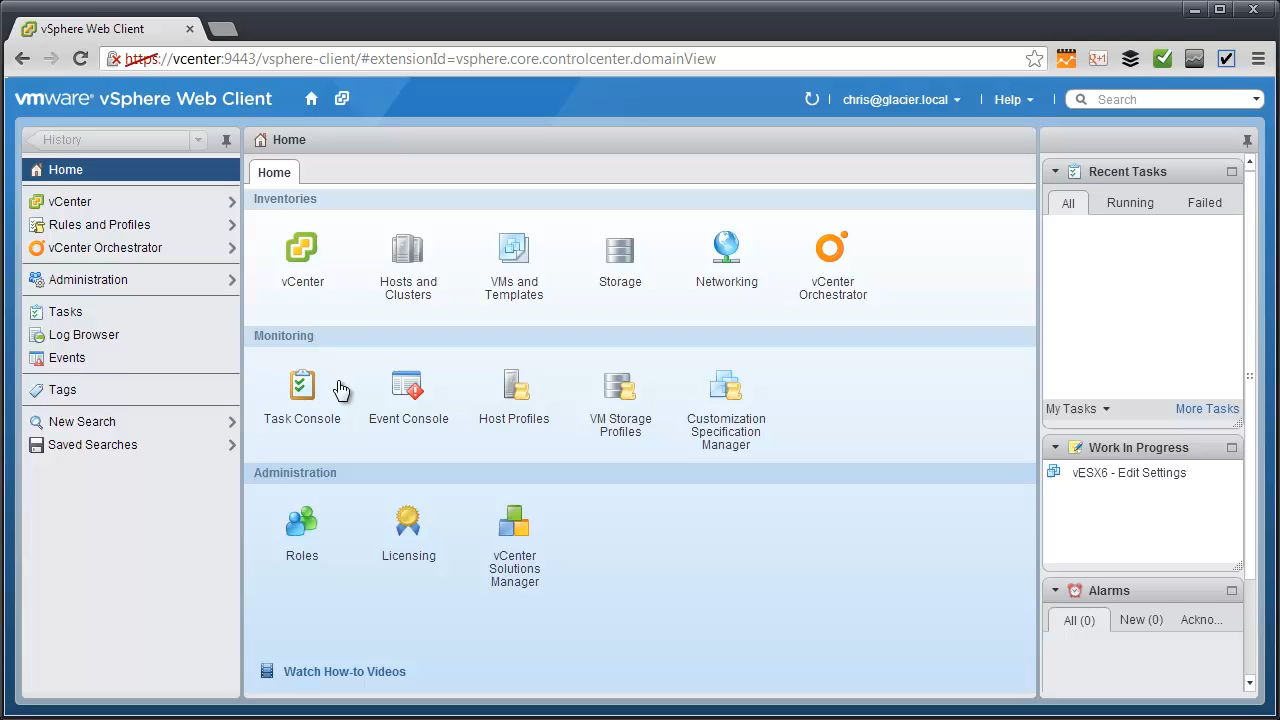 vSphere Web Client
https://vcenter:9443/vsphere-client/#extensionId=vsphere.core.controlcenter.domainView
vmware® vSphere Web Client
chris@glacier.local
Help
Search
History
Home
vCenter
Rules and Profiles
vCenter Orchestrator
Administration
Tasks
Log Browser
Events
Tags
New Search
Saved Searches
Home
Home
Inventories
vCenter
Hosts and
Clusters
VMs and
Templates
Storage
Networking
vCenter
Orchestrator
Monitoring
Task Console
Event Console
Host Profiles
VM Storage
Profiles
Customization
Specification
Manager
Administration
Roles
Licensing
vCenter
Solutions
Manager
Watch How-to Videos
Recent Tasks
All
Running
Failed
My Tasks
More Tasks
Work In Progress
vESX6 - Edit Settings
Alarms
All (0)
New (0)
Ackno...